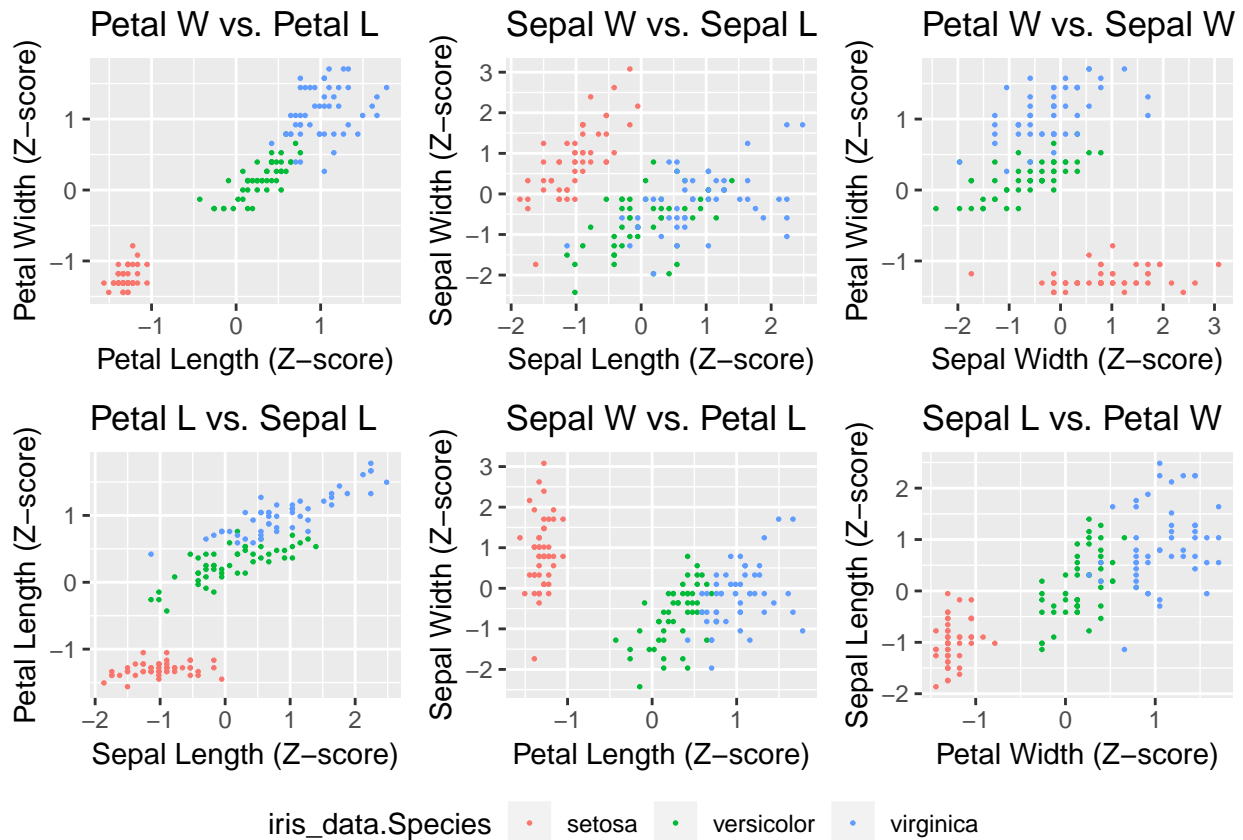 Petal W vs. Petal L
Sepal W vs. Sepal L
Petal W vs. Sepal W
Petal Width (Z−score)
1
0
−1
−1 0 1
Petal Length (Z−score)
Sepal Width (Z−score)
3
2
1
0
−1
−2
−2 −1 0 1 2
Sepal Length (Z−score)
Petal Width (Z−score)
1
0
−1
−2 −1 0 1 2 3
Sepal Width (Z−score)
Petal L vs. Sepal L
Sepal W vs. Petal L
Sepal L vs. Petal W
Petal Length (Z−score)
1
0
−1
−2 −1 0 1 2
Sepal Length (Z−score)
Sepal Width (Z−score)
3
2
1
0
−1
−2
−1 0 1
Petal Length (Z−score)
Sepal Length (Z−score)
2
1
0
−1
−2
−1 0 1
Petal Width (Z−score)
iris_data.Species setosa versicolor virginica